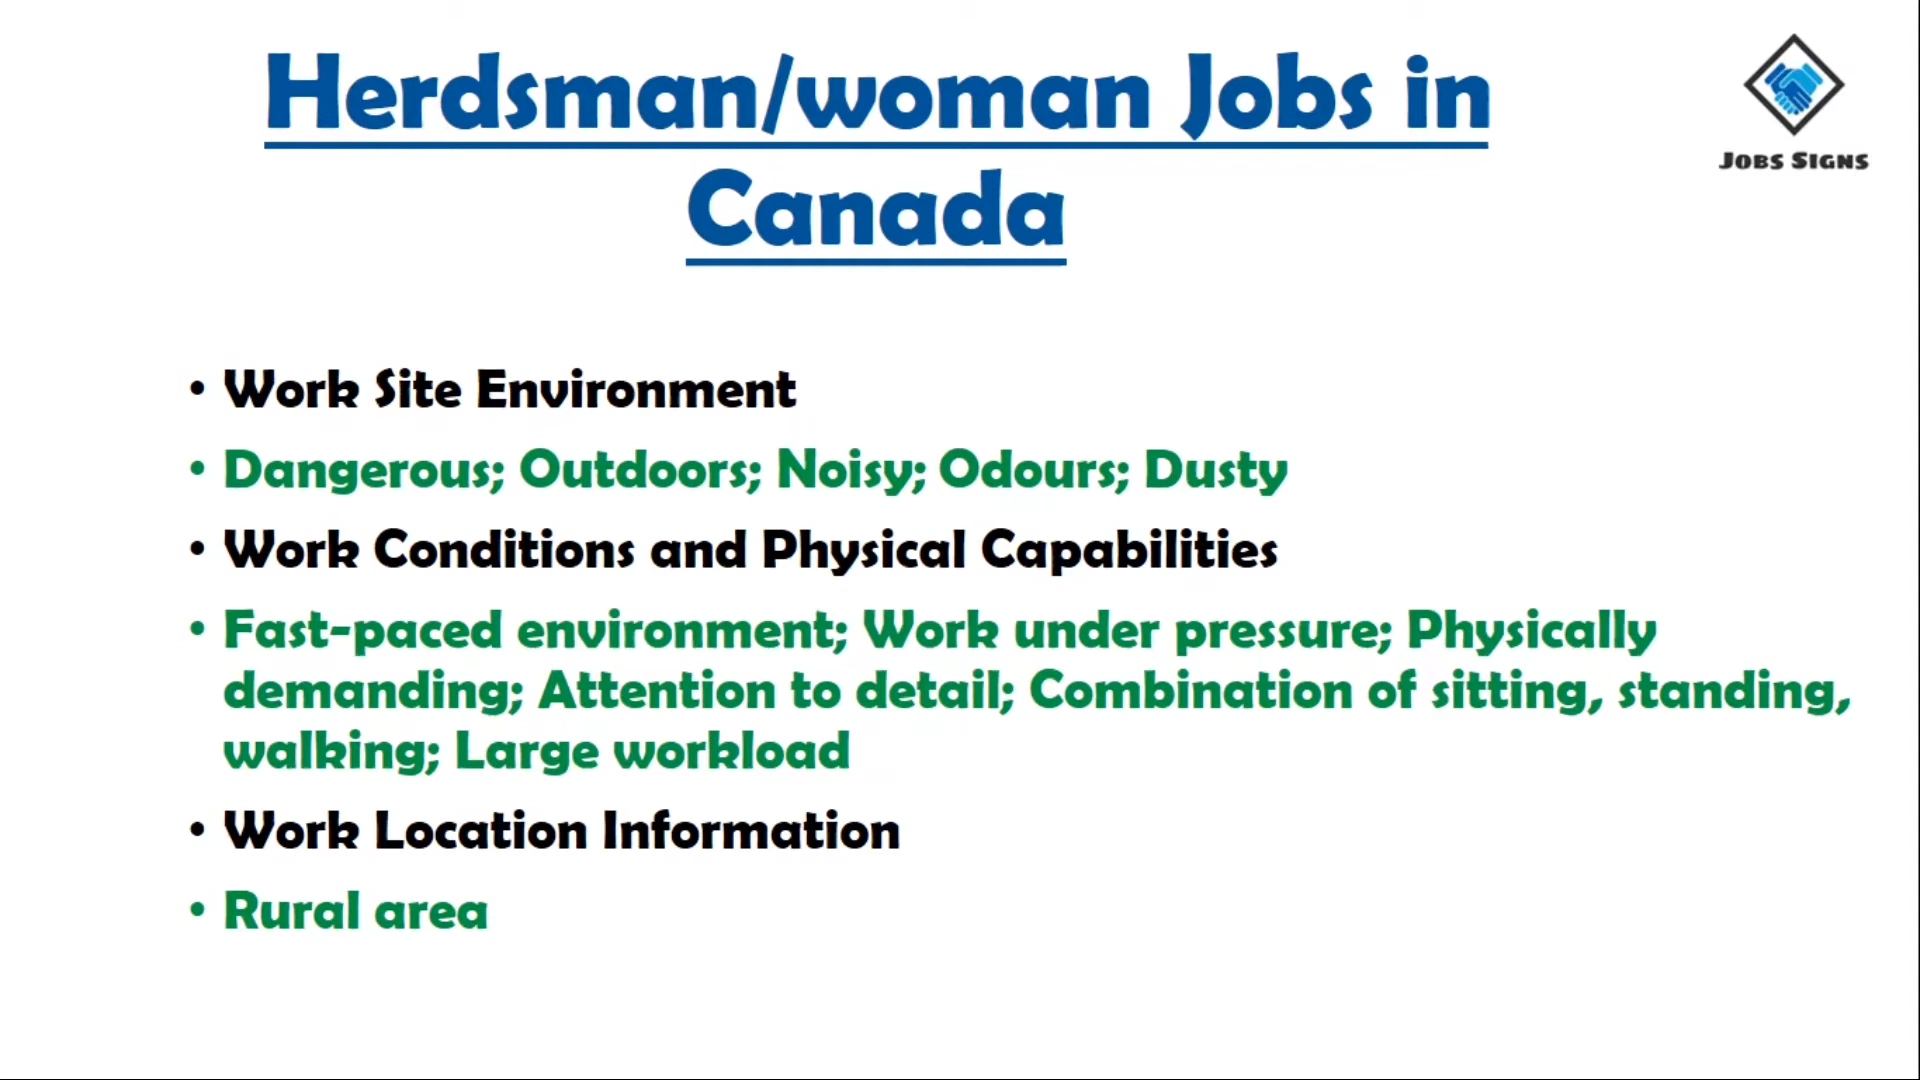 Herdsman/woman Jobs in
Canada
JOBS SIGNS
• Work Site Environment
• Dangerous; Outdoors; Noisy; Odours; Dusty
• Work Conditions and Physical Capabilities
• Fast-paced environment; Work under pressure; Physically
demanding; Attention to detail; Combination of sitting, standing,
walking; Large workload
• Work Location Information
• Rural area